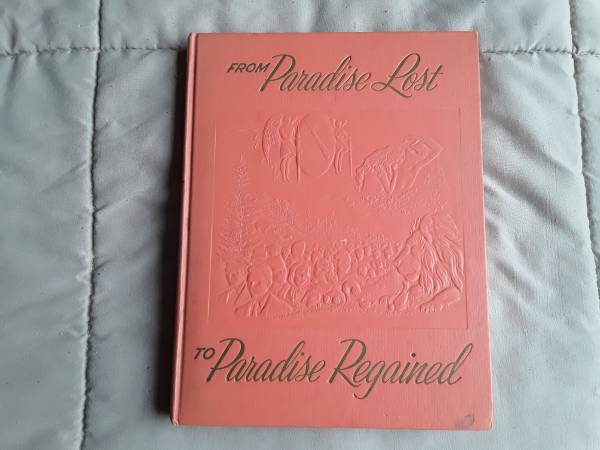 FROM Paradise Lost
TO Paradise Regained